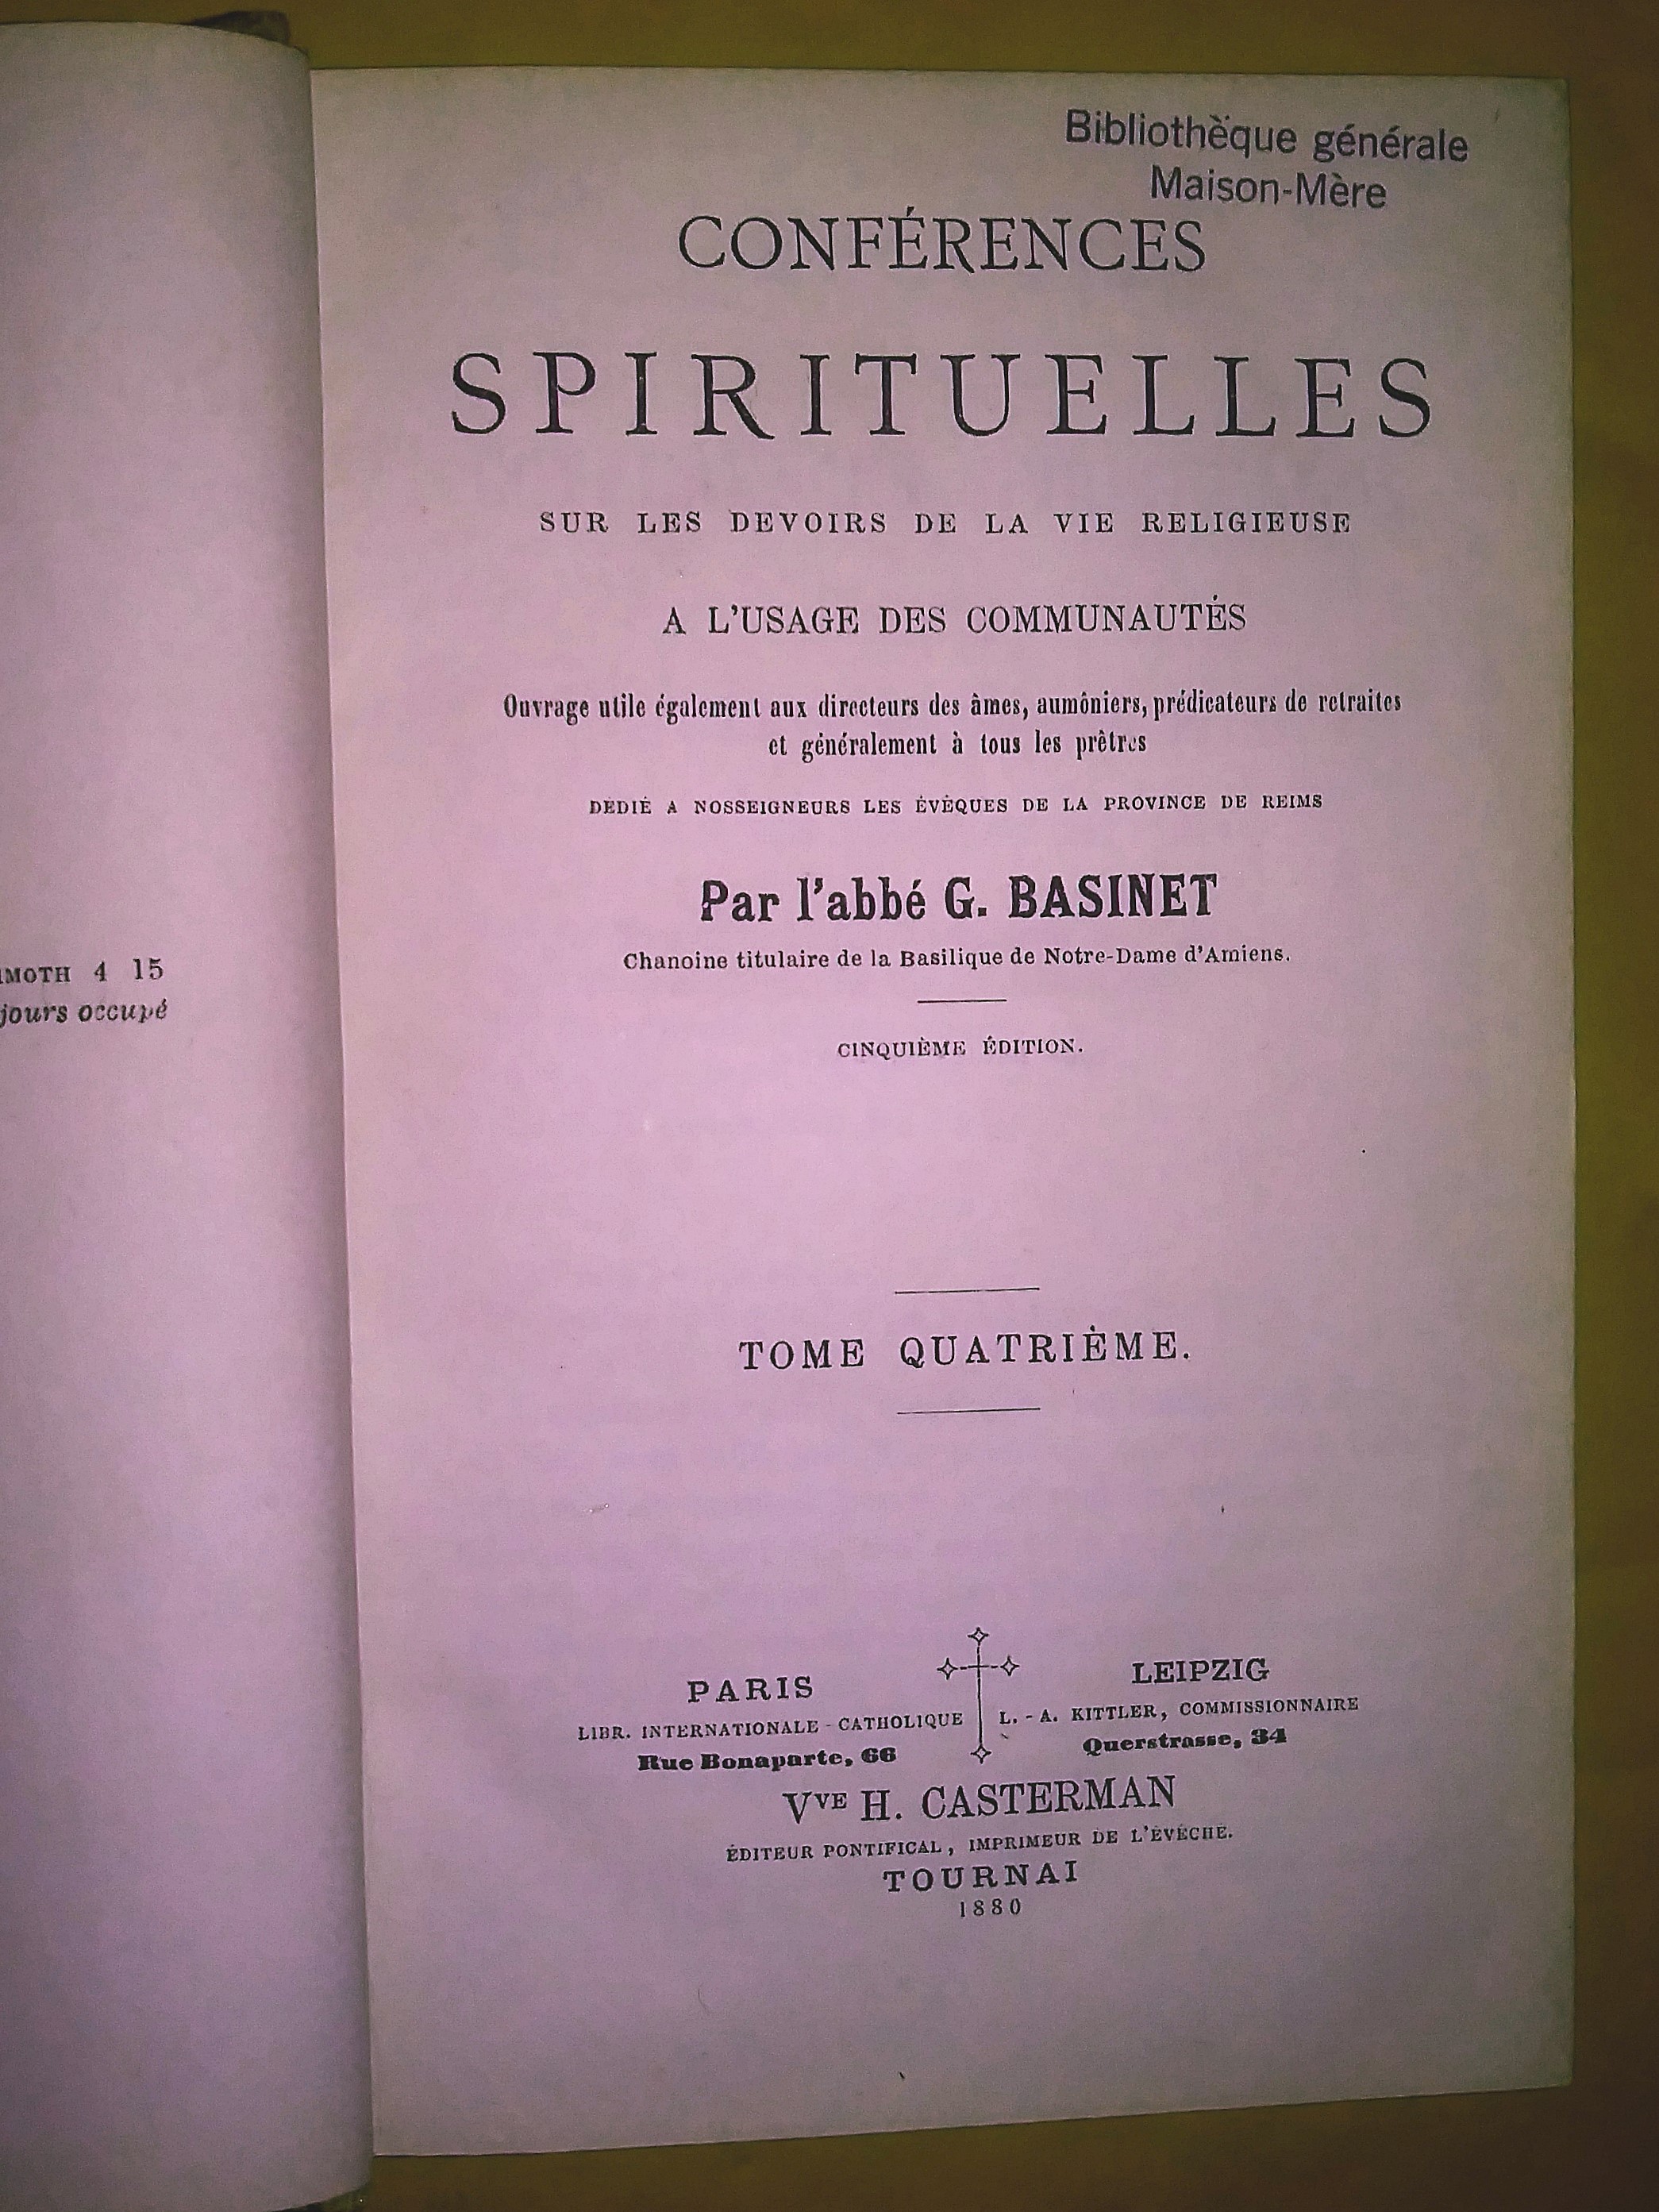 MOTH 4 15
jours occupé
Bibliothèque générale
Maison-Mère
CONFÉRENCES
SPIRITUELLES
SUR LES DEVOIRS DE LA VIE RELIGIEUSE
A L'USAGE DES COMMUNAUTÉS
Ouvrage utile également aux directeurs des âmes, aumôniers, prédicateurs de retraites
et généralement à tous les prêtres
DÉDIÉ A NOSSEIGNEURS LES ÉVÊQUES DE LA PROVINCE DE REIMS
Par l'abbé G. BASINET
Chanoine titulaire de la Basilique de Notre-Dame d'Amiens.
CINQUIÈME ÉDITION.
TOME QUATRIÈME.
PARIS
LIBR. INTERNATIONALE-CATHOLIQUE
Rue Bonaparte, 66
LEIPZIG
L.-A. KITTLER, COMMISSIONNAIRE
Querstrasse, 34
Vve H. CASTERMAN
ÉDITEUR PONTIFICAL, IMPRIMEUR DE L'ÉVÊCHÉ.
TOURNAI
1880